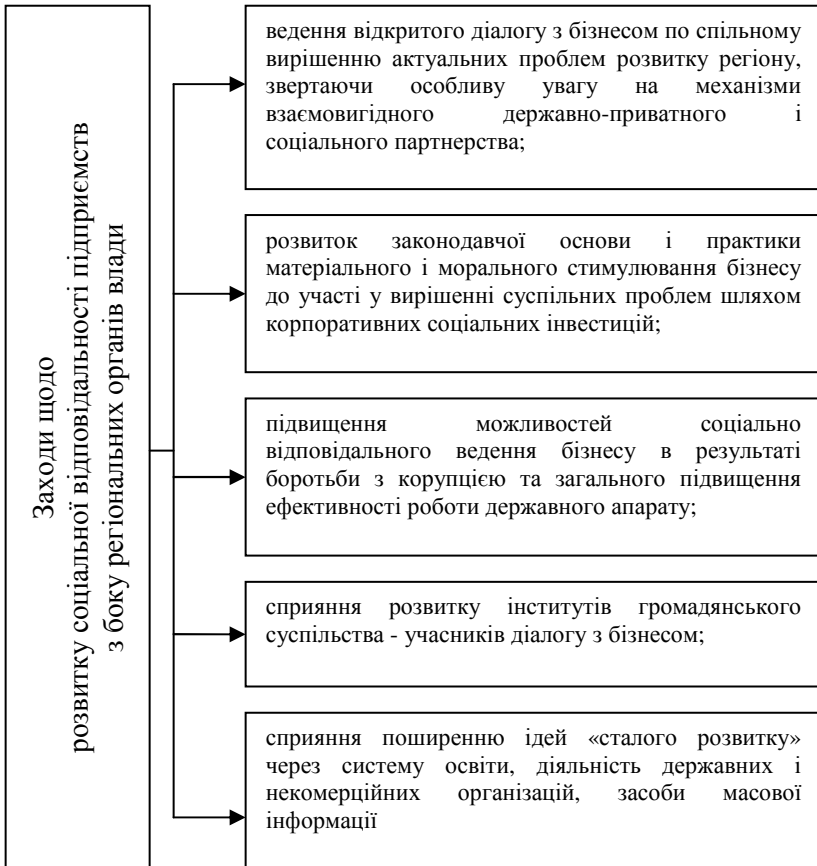 Заходи щодо
розвитку соціальної відповідальності підприємств
з боку регіональних органів влади
ведення відкритого діалогу з бізнесом по спільному
вирішенню актуальних проблем розвитку регіону,
звертаючи особливу увагу на механізми
взаємовигідного державно-приватного і
соціального партнерства;
розвиток законодавчої основи і практики
матеріального і морального стимулювання бізнесу
до участі у вирішенні суспільних проблем шляхом
корпоративних соціальних інвестицій;
підвищення можливостей соціально
відповідального ведення бізнесу в результаті
боротьби з корупцією та загального підвищення
ефективності роботи державного апарату;
сприяння розвитку інститутів громадянського
суспільства - учасників діалогу з бізнесом;
сприяння поширенню ідей «сталого розвитку»
через систему освіти, діяльність державних і
некомерційних організацій, засоби масової
інформації